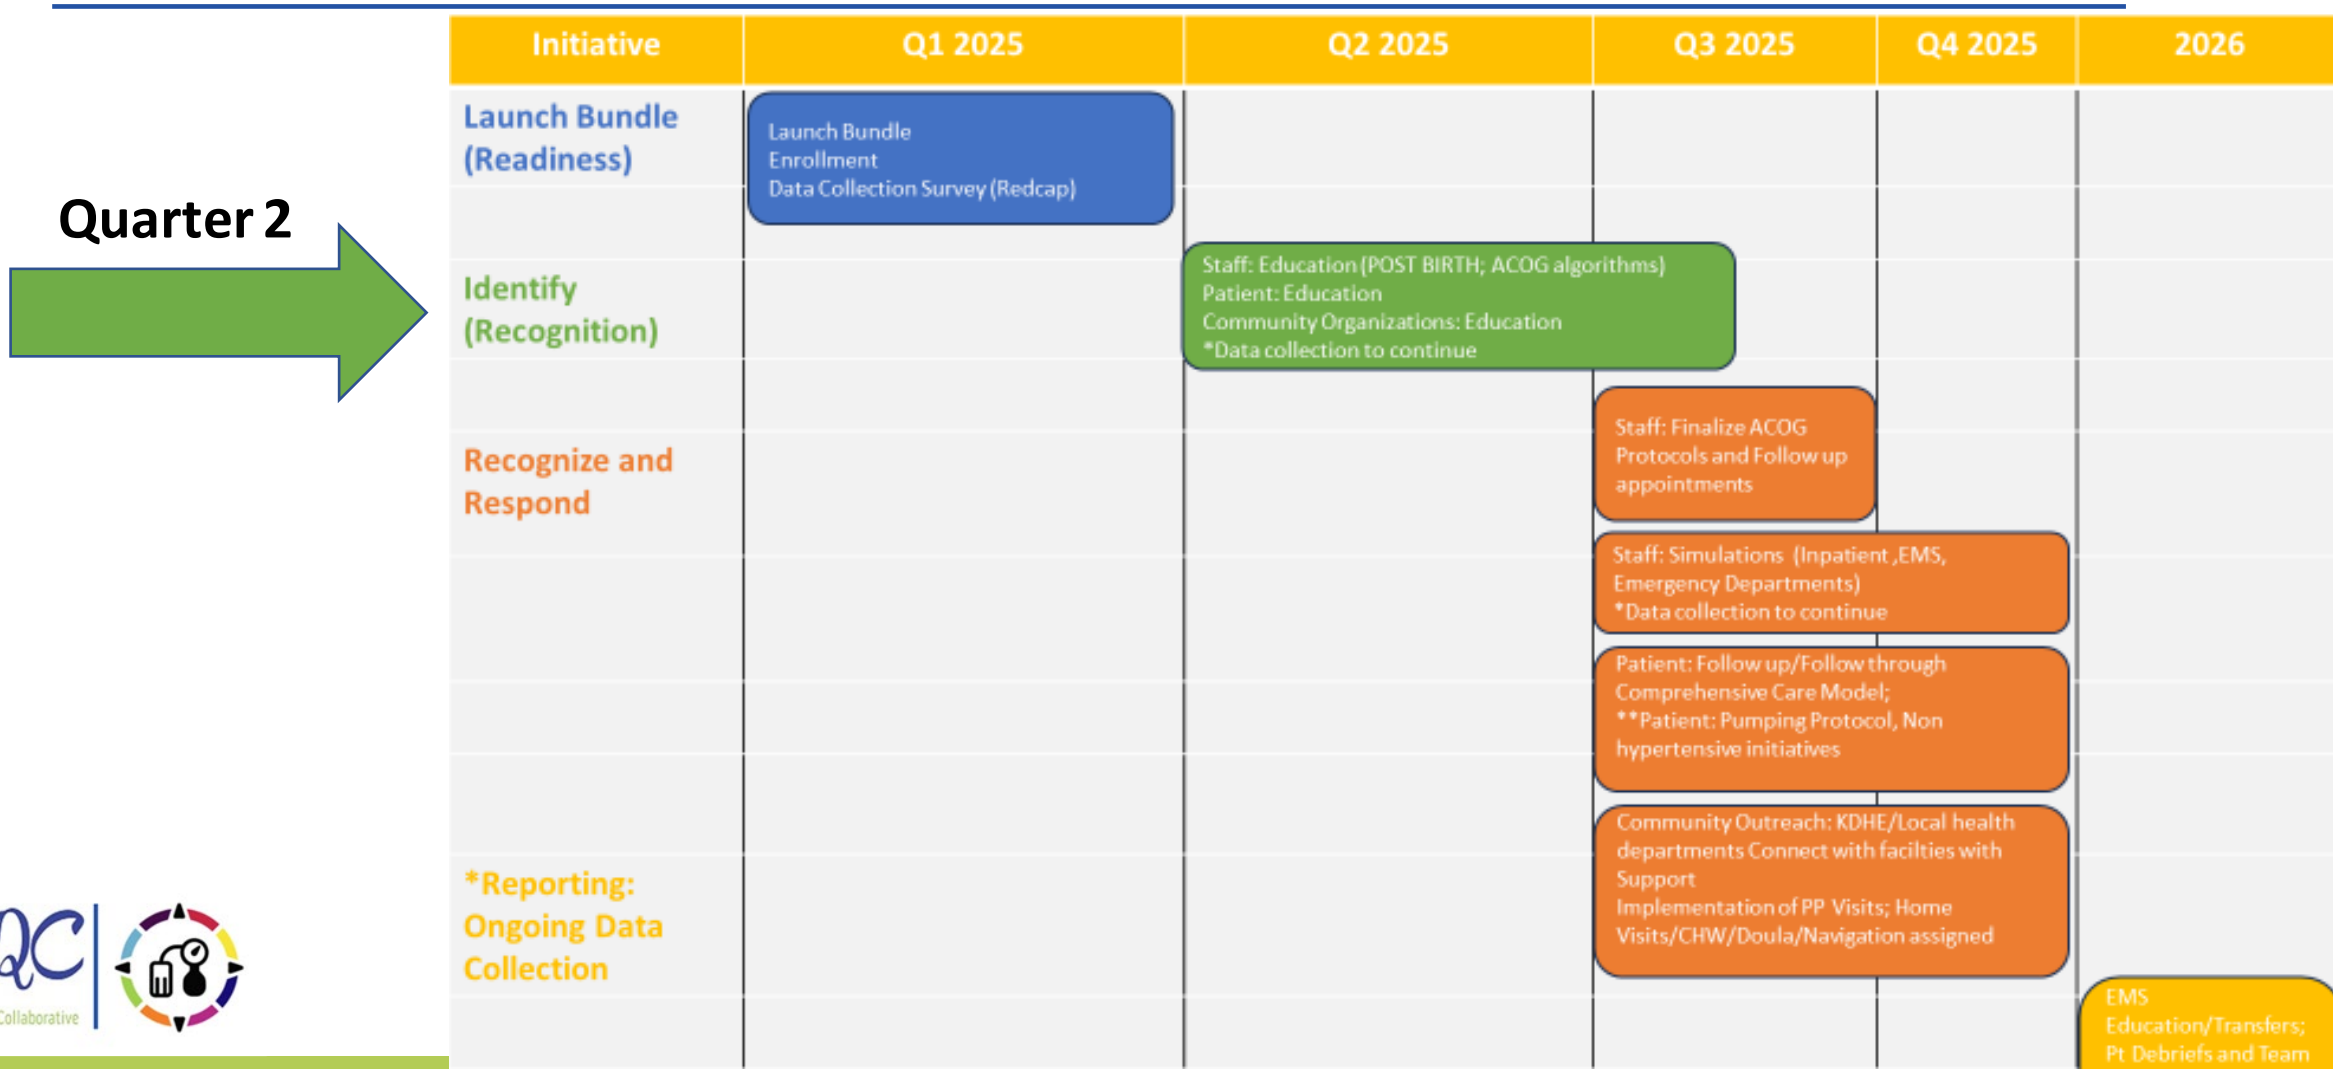 Initiative
Q1 2025
Q2 2025
Q3 2025
Q4 2025
2026
Quarter 2
Launch Bundle
(Readiness)
Launch Bundle
Enrollment
Data Collection Survey (Redcap)
Identify
(Recognition)
Staff: Education (POST BIRTH; ACOG algorithms)
Patient: Education
Community Organizations: Education
*Data collection to continue
Recognize and
Respond
Staff: Finalize ACOG
Protocols and Follow up
appointments
Staff: Simulations (Inpatient ,EMS,
Emergency Departments)
*Data collection to continue
Patient: Follow up/Follow through
Comprehensive Care Model;
**Patient: Pumping Protocol, Non
hypertensive initiatives
Community Outreach: KDHE/Local health
departments Connect with facilties with
Support
Implementation of PP Visits; Home
Visits/CHW/Doula/Navigation assigned
*Reporting:
Ongoing Data
Collection
EMS
Education/Transfers;
Pt Debriefs and Team
QC
Collaborative